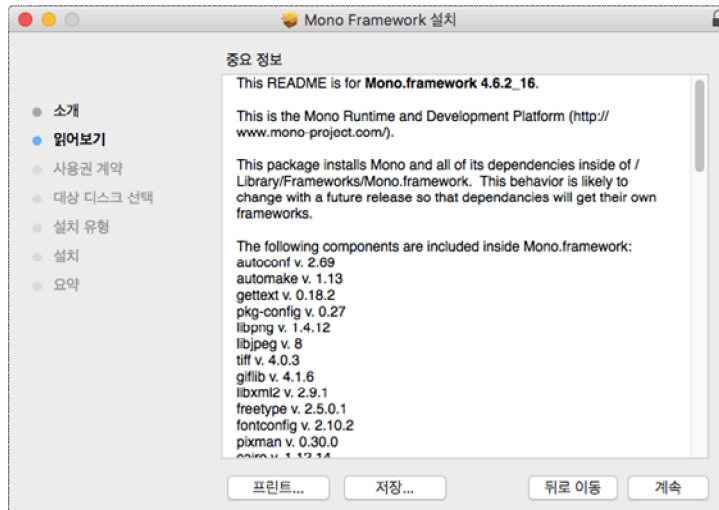 Mono Framework 설치
중요 정보
소개
읽어보기
사용권 계약
대상 디스크 선택
설치 유형
설치
요약
This README is for Mono.framework 4.6.2_16.
This is the Mono Runtime and Development Platform (http://
www.mono-project.com/).
This package installs Mono and all of its dependencies inside of /
Library/Frameworks/Mono.framework.  This behavior is likely to
change with a future release so that dependancies will get their own
frameworks.
The following components are included inside Mono.framework:
autoconf v. 2.69
automake v. 1.13
gettext v. 0.18.2
pkg-config v. 0.27
libpng v. 1.4.12
libjpeg v. 8
tiff v. 4.0.3
giflib v. 4.1.6
libxml2 v. 2.9.1
freetype v. 2.5.0.1
fontconfig v. 2.10.2
pixman v. 0.30.0
cairo v. 1.12.14
프린트...
저장...
뒤로 이동
계속